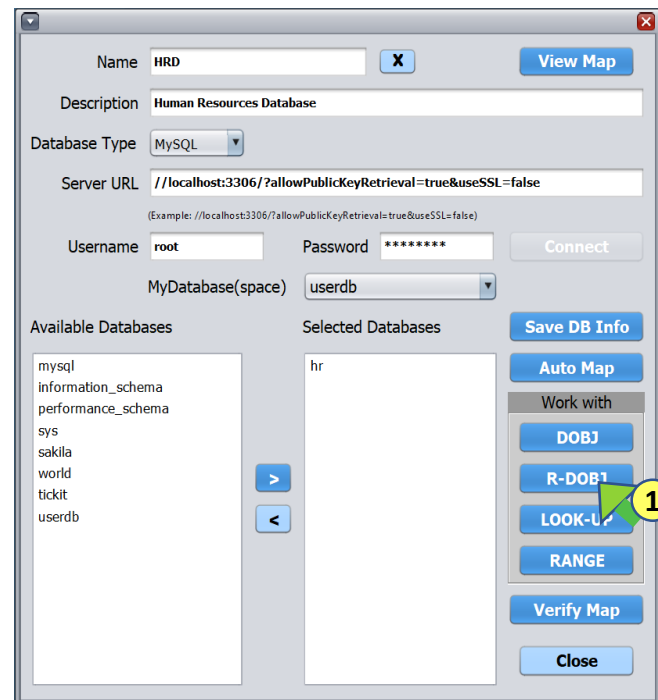 Name HRD X View Map
Description Human Resources Database
Database Type MySQL
Server URL //localhost:3306/?allowPublicKeyRetrieval=true&useSSL=false
(Example: //localhost:3306/?allowPublicKeyRetrieval=true&useSSL=false)
Username root Password ******** Connect
MyDatabase(space) userdb
Available Databases Selected Databases Save DB Info
mysql hr Auto Map
information_schema
performance_schema Work with
sys
sakila DOBJ
world
tickit > R-DOBJ
userdb < LOOK-UP 1
RANGE
Verify Map
Close